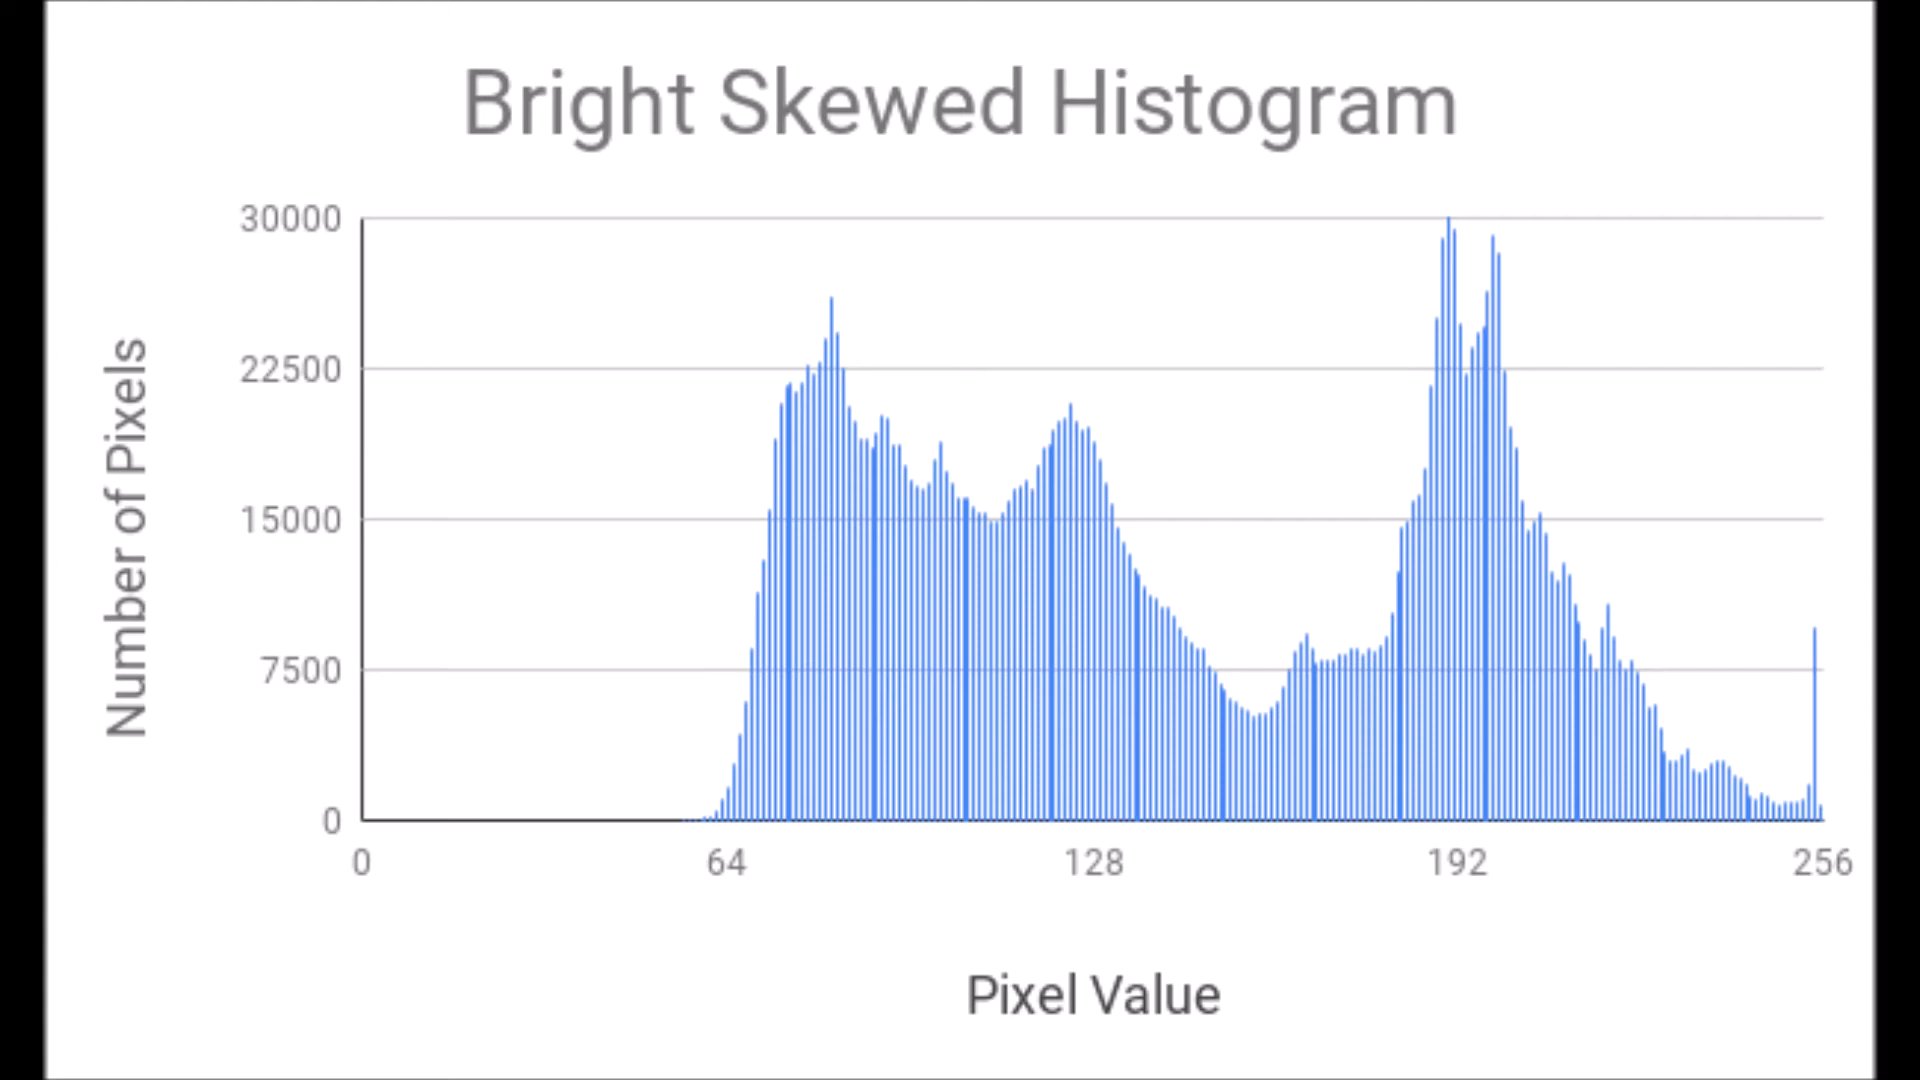 Bright Skewed Histogram
30000
22500
15000
7500
0
Number of Pixels
0 64 128 192 256
Pixel Value